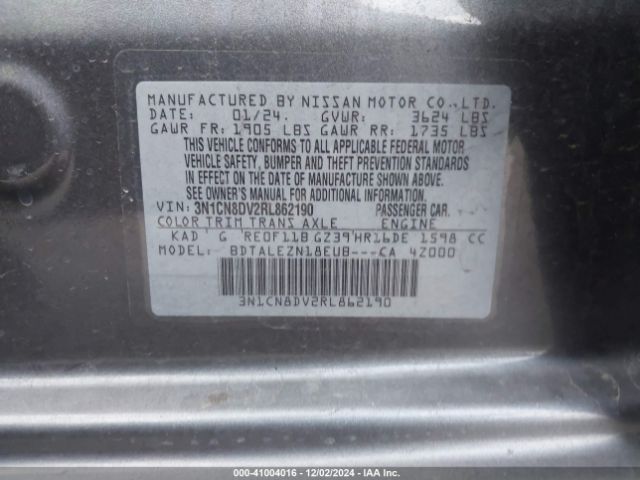 MANUFACTURED BY NISSAN MOTOR CO.,LTD.
DATE: 01/24. GVWR: 3624 LBS
GAWR FR: 1905 LBS GAWR RR: 1735 LBS
THIS VEHICLE CONFORMS TO ALL APPLICABLE FEDERAL MOTOR
VEHICLE SAFETY, BUMPER AND THEFT PREVENTION STANDARDS
IN EFFECT ON THE DATE OF MANUFACTURE SHOWN ABOVE.
SEE OWNER'S MANUAL FOR ADDITIONAL INFORMATION.
VIN: 3N1CN8DV2RL862190 PASSENGER CAR.
COLOR TRIM TRANS AXLE ENGINE
KAD G RE0F11B GZ39 HR16DE 1598 CC
MODEL: BDTALEZN18EUB---CA 4Z000
3N1CN8DV2RL862190
000-41004016 - 12/02/2024 - IAA Inc.